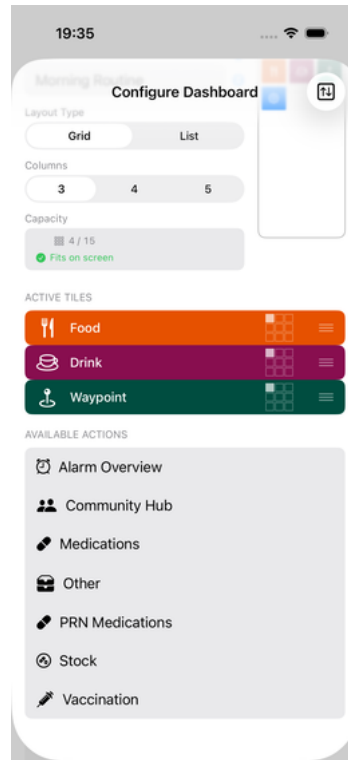 19:35
Morning Routine
Configure Dashboard
Layout Type
Grid List
Columns
3 4 5
Capacity
4 / 15
Fits on screen
ACTIVE TILES
Food
Drink
Waypoint
AVAILABLE ACTIONS
Alarm Overview
Community Hub
Medications
Other
PRN Medications
Stock
Vaccination